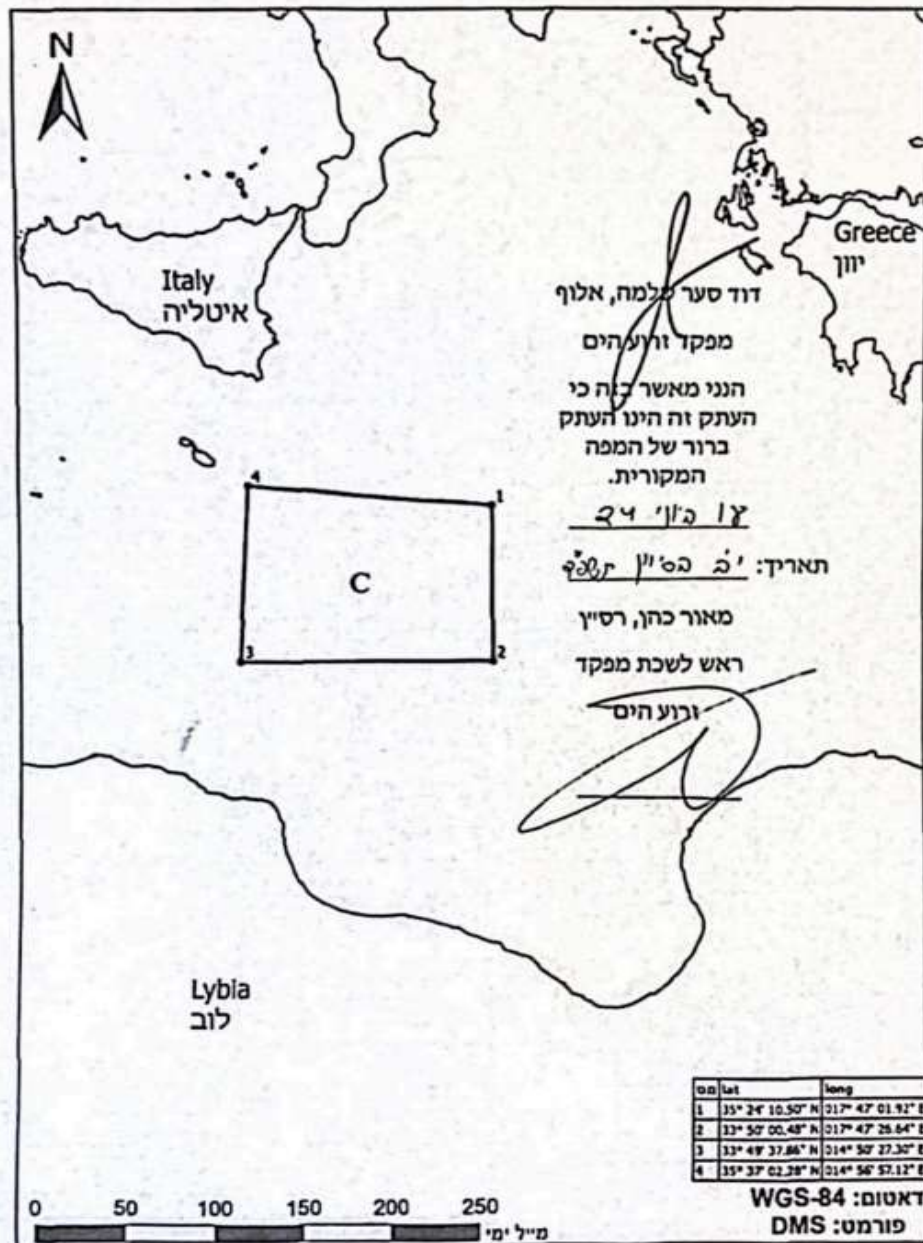 N
Greece
יוון
Italy
איטליה
דוד סער סלמה, אלוף
מפקד זרוע הים
הנני מאשר בזה כי
העתק זה הינו העתק
ברור של המפה
המקורית.
תאריך: י"ב בסיון תשפ"ד
מאור כהן, רס״ן
ראש לשכת מפקד
זרוע הים
4
1
C
3
2
Lybia
לוב
מס lat long
1 35° 24' 10.50" N 017° 47' 01.92" E
2 33° 50' 00.48" N 017° 47' 26.64" E
3 33° 49' 37.86" N 014° 50' 27.30" E
4 35° 37' 02.28" N 014° 56' 57.12" E
דאטום: WGS-84
פורמט: DMS
0 50 100 150 200 250
מייל ימי